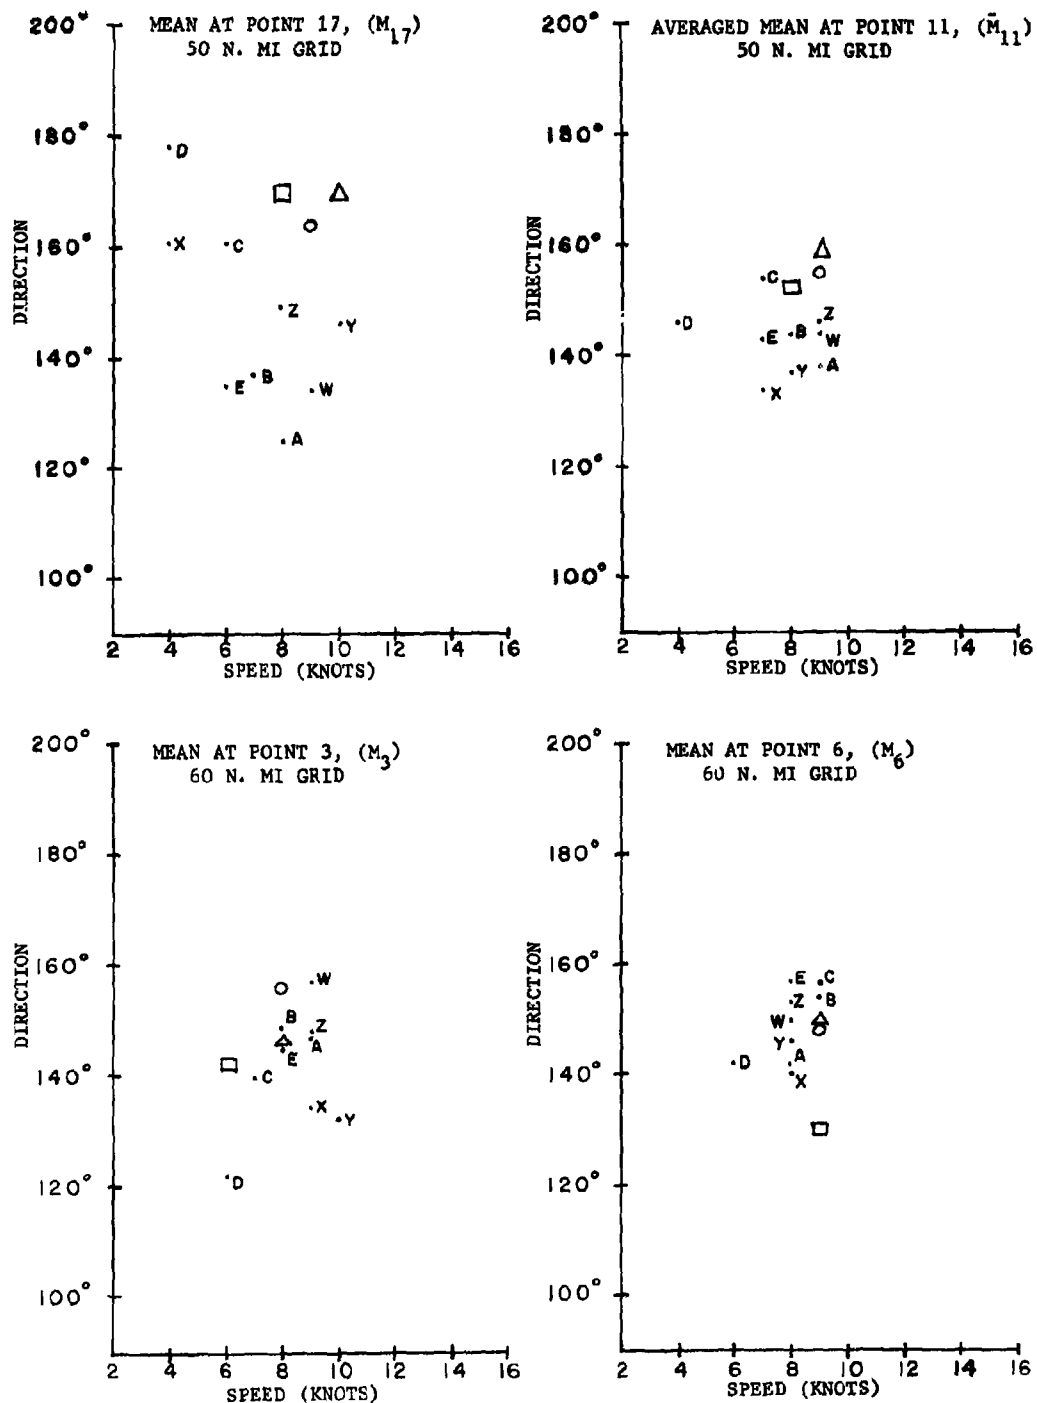 MEAN AT POINT 17, (M17)
50 N. MI GRID
200°
180°
160°
140°
120°
100°
DIRECTION
D
X
C
Z
Y
E
B
W
A
2 4 6 8 10 12 14 16
SPEED (KNOTS)
AVERAGED MEAN AT POINT 11, (M̄11)
50 N. MI GRID
200°
180°
160°
140°
120°
100°
DIRECTION
C
D
Z
E
B
W
Y
A
X
2 4 6 8 10 12 14 16
SPEED (KNOTS)
MEAN AT POINT 3, (M3)
60 N. MI GRID
200°
180°
160°
140°
120°
100°
DIRECTION
W
B
Z
A
E
C
X
Y
D
2 4 6 8 10 12 14 16
SPEED (KNOTS)
MEAN AT POINT 6, (M6)
60 N. MI GRID
200°
180°
160°
140°
120°
100°
DIRECTION
E
C
Z
B
W
Y
A
D
X
2 4 6 8 10 12 14 16
SPEED (KNOTS)